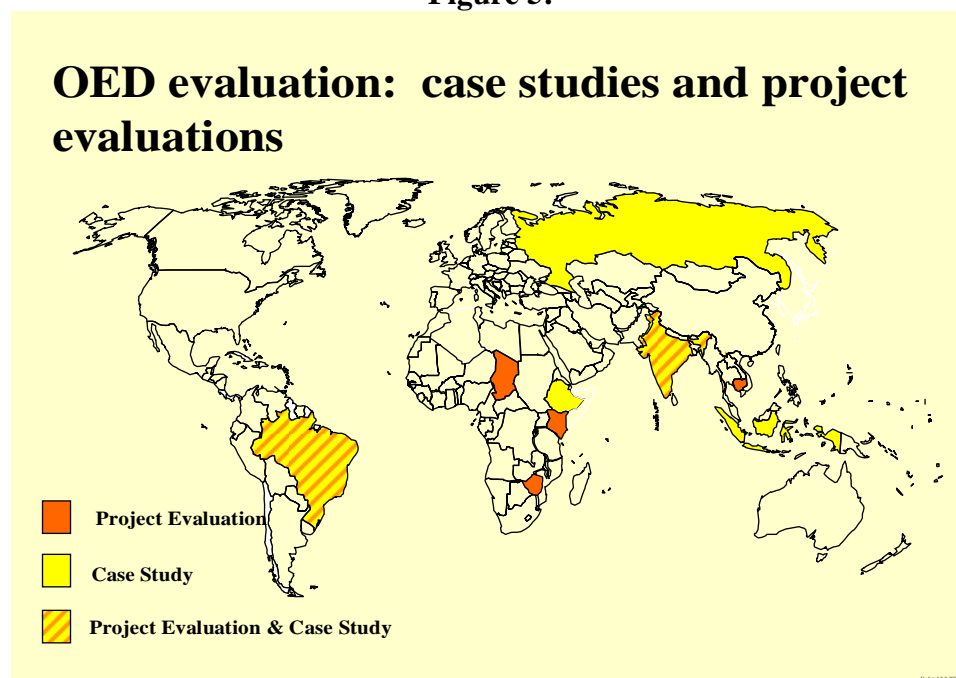 OED evaluation:  case studies and project
evaluations
Project Evaluation
Case Study
Project Evaluation & Case Study